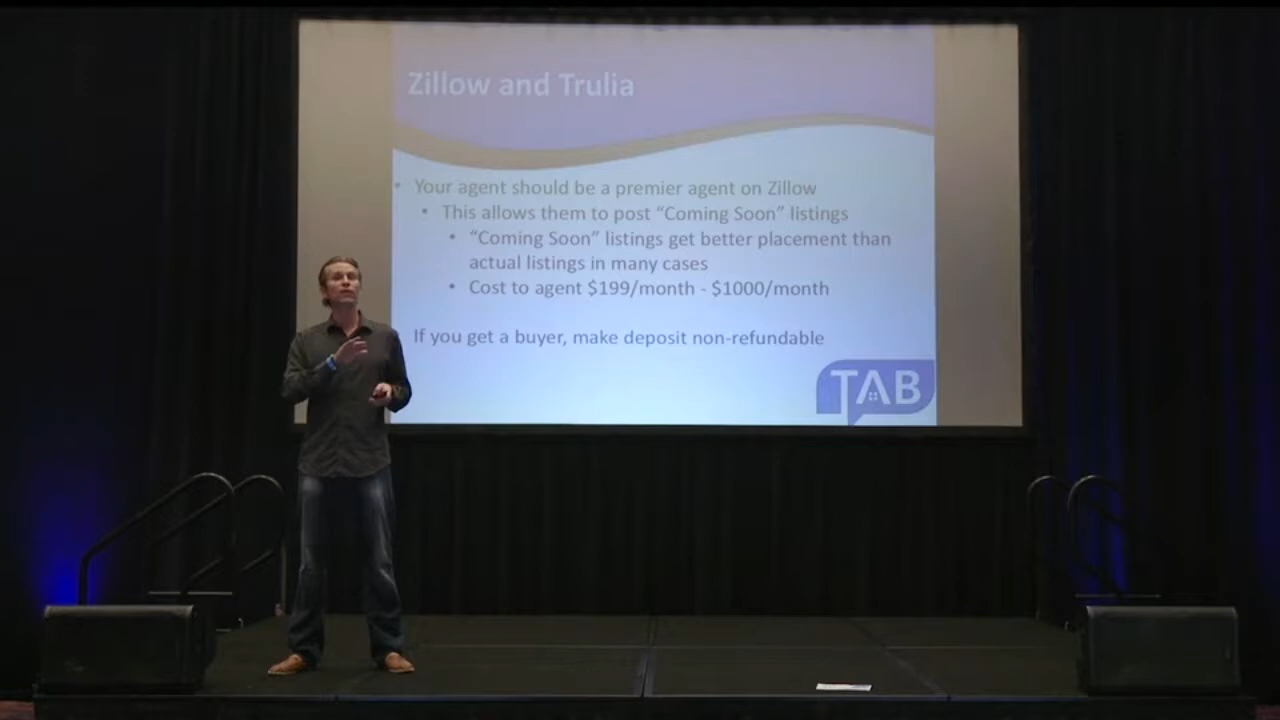 Zillow and Trulia
• Your agent should be a premier agent on Zillow
• This allows them to post “Coming Soon” listings
• “Coming Soon” listings get better placement than
actual listings in many cases
• Cost to agent $199/month - $1000/month
If you get a buyer, make deposit non-refundable
TAB